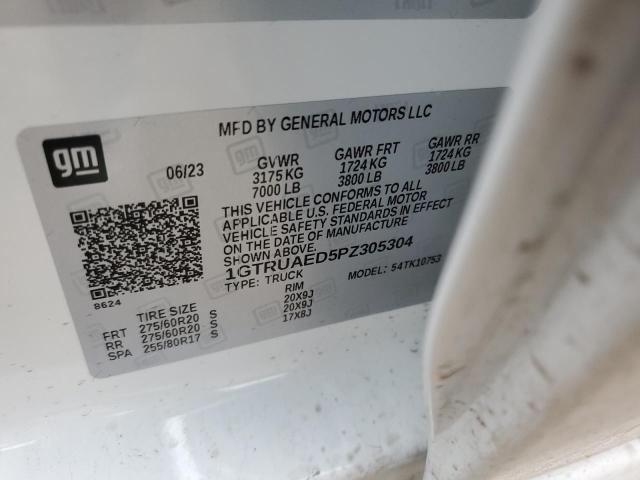 MFD BY GENERAL MOTORS LLC
gm
06/23
GVWR GAWR FRT GAWR RR
3175 KG 1724 KG 1724 KG
7000 LB 3800 LB 3800 LB
THIS VEHICLE CONFORMS TO ALL
APPLICABLE U.S. FEDERAL MOTOR
VEHICLE SAFETY STANDARDS IN EFFECT
ON THE DATE OF MANUFACTURE
SHOWN ABOVE.
1GTRUAED5PZ305304
TYPE: TRUCK MODEL: 54TK10753
8624
TIRE SIZE RIM
FRT 275/60R20 S 20X9J
RR 275/60R20 S 20X9J
SPA 255/80R17 S 17X8J